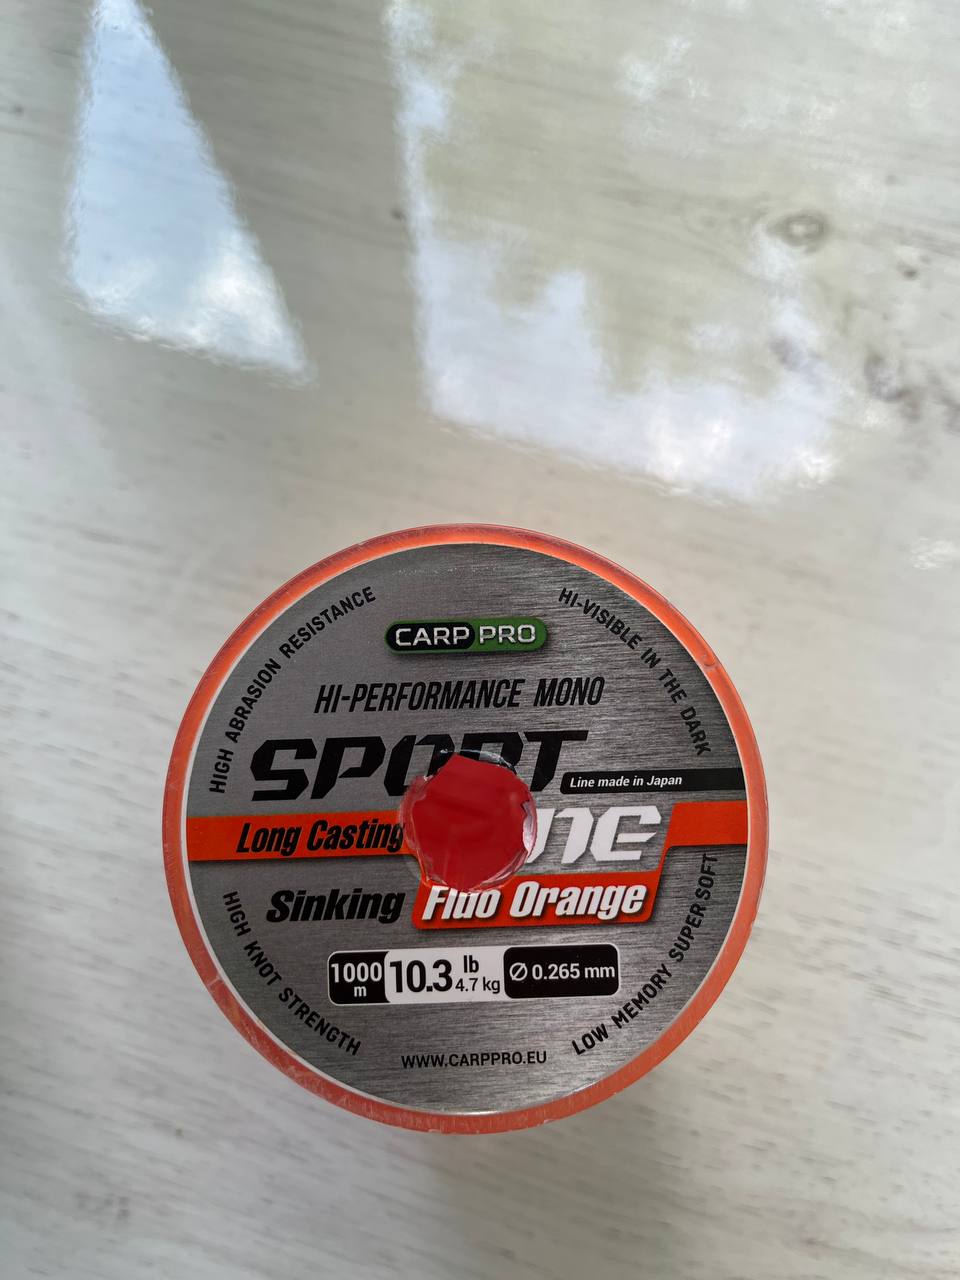 CARP PRO
HIGH ABRASION RESISTANCE
HI-VISIBLE IN THE DARK
HI-PERFORMANCE MONO
SPORT
Line made in Japan
Long Casting
Sinking
Fluo Orange
1000 m
10.3 lb
4.7 kg
Ø 0.265 mm
HIGH KNOT STRENGTH
LOW MEMORY SUPER SOFT
WWW.CARPPRO.EU